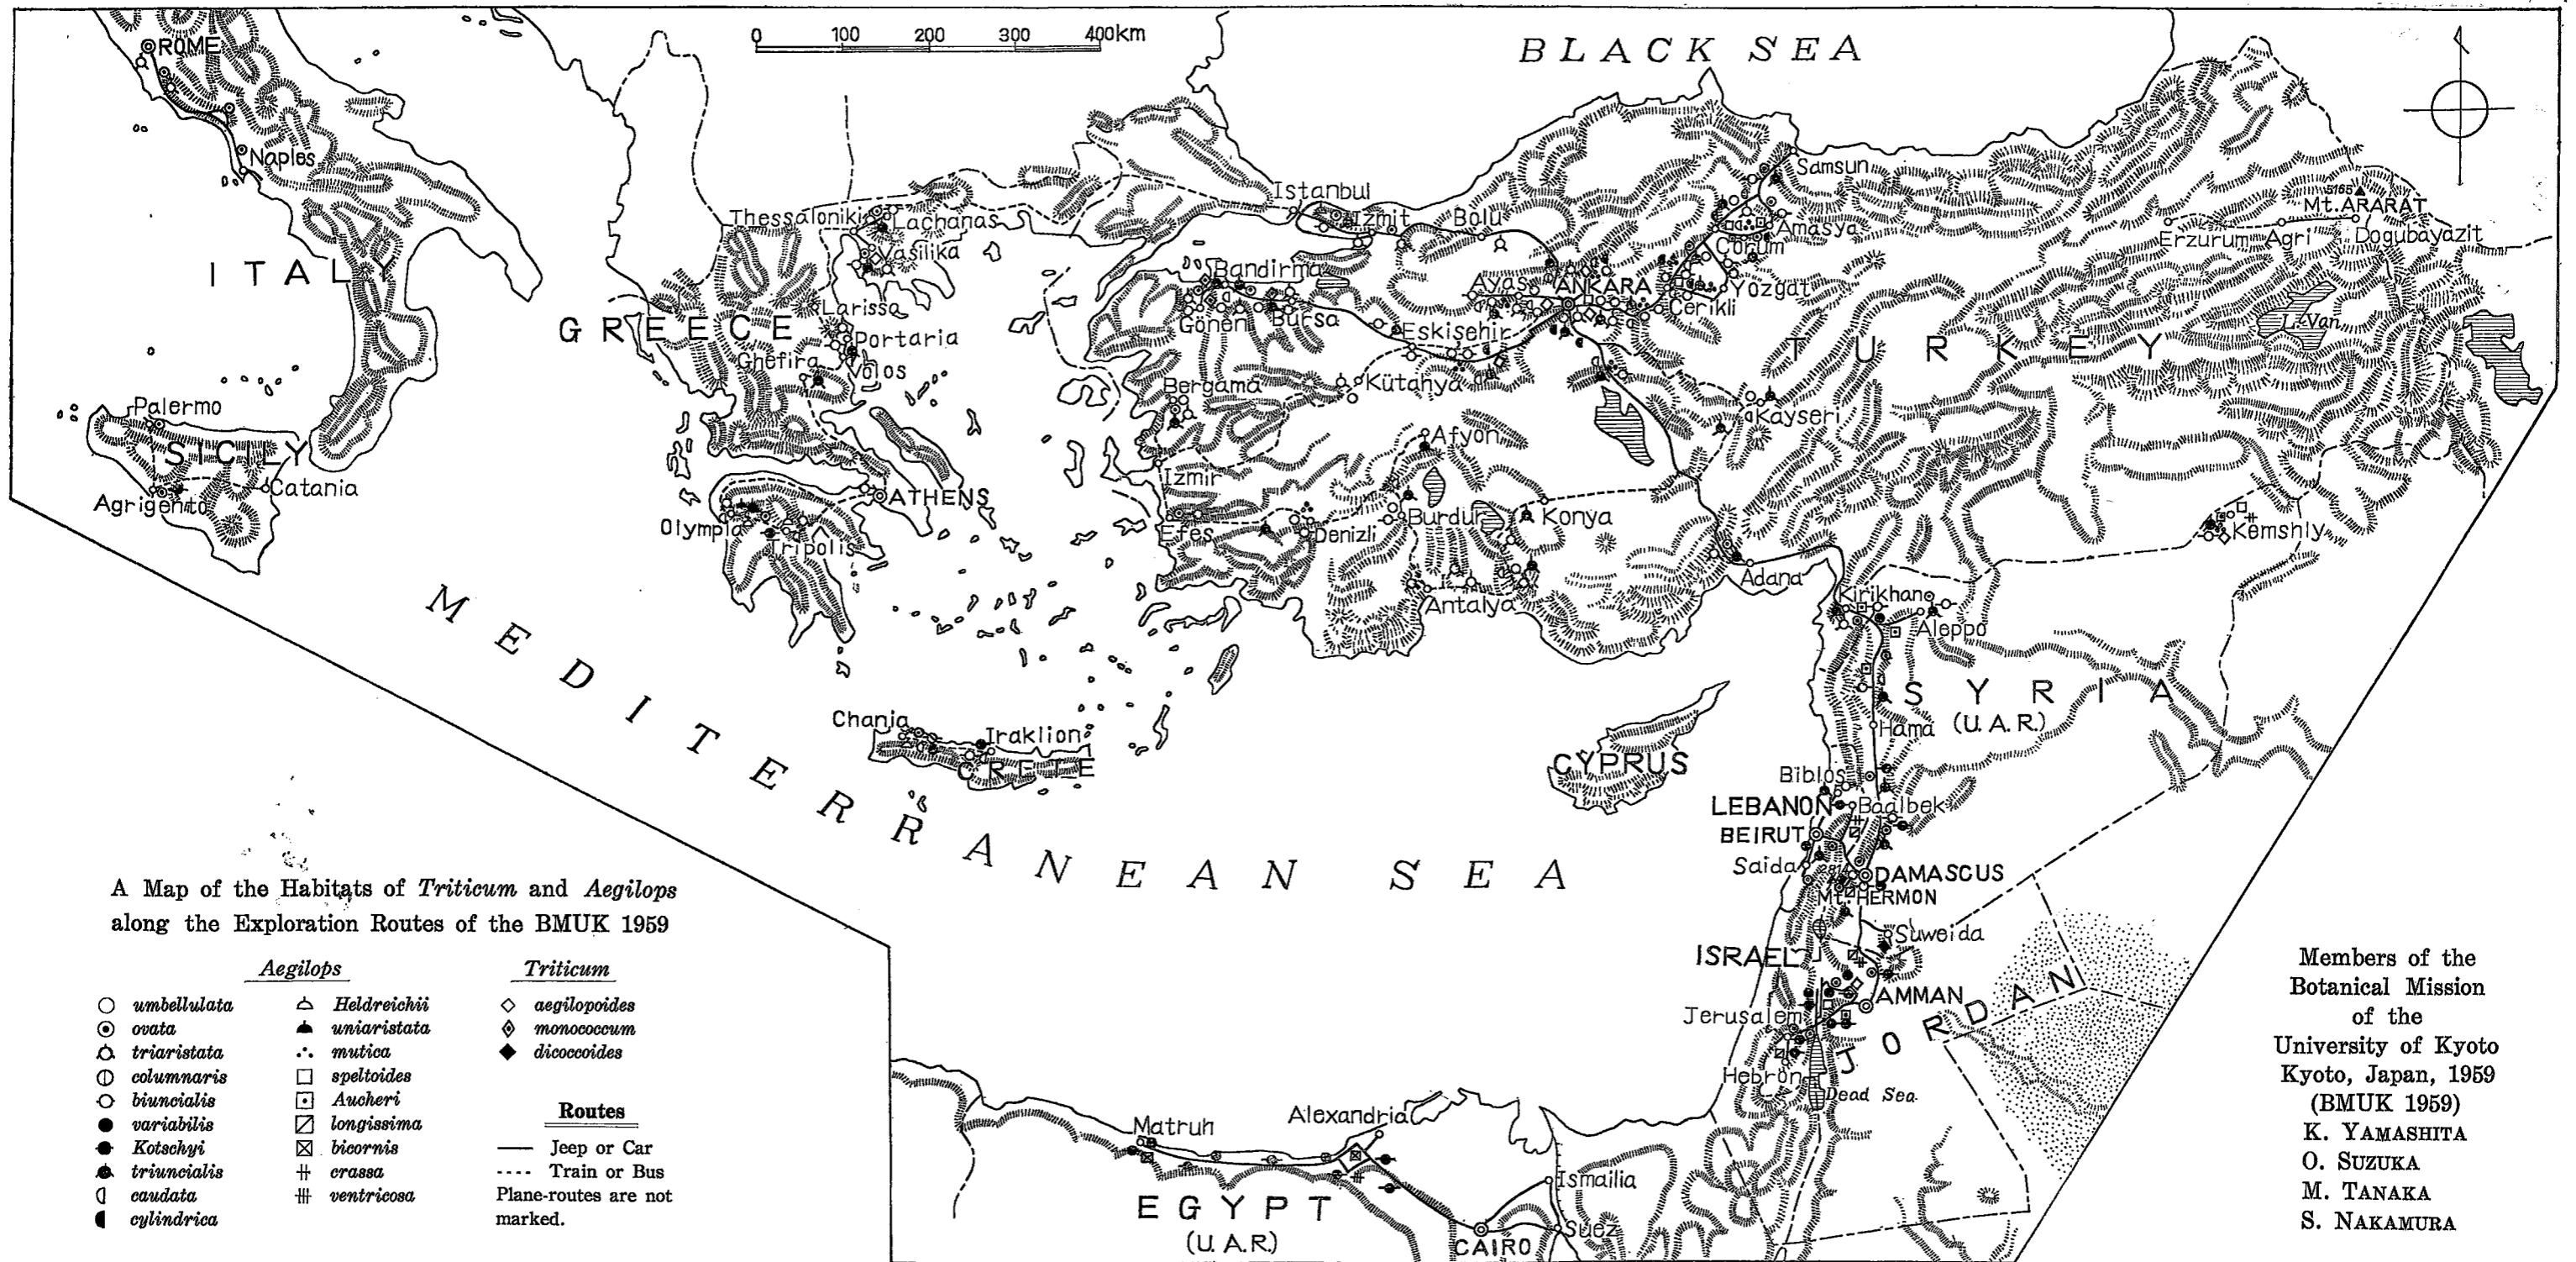 0 100 200 300 400km
BLACK SEA
ROME
Naples
ITALY
Palermo
SICILY
Catania
Agrigento
GREECE
Thessaloniki
Lachanas
Vasilika
Larissa
Portaria
Ghefira
Volos
ATHENS
Olympia
Tripolis
Chania
Iraklion
CRETE
Istanbul
Izmit
Bolu
Samsun
Amasya
Çorum
Yozgat
Bandirma
Gönen
Bursa
Ayas
ANKARA
Cerikli
Eskisehir
Kütahya
Bergama
Afyon
Izmir
Efes
Denizli
Burdur
Konya
Antalya
Kayseri
Adana
TURKEY
Erzurum
Agri
5165
Mt. ARARAT
Dogubayazit
L. Van
Kemshly
Kirikhan
Aleppo
SYRIA
(U.A.R.)
Hama
CYPRUS
Biblos
LEBANON
Baalbek
BEIRUT
Saida
DAMASCUS
2814
Mt. HERMON
Suweida
ISRAEL
AMMAN
Jerusalem
JORDAN
Hebron
Dead Sea
MEDITERRANEAN SEA
Matruh
Alexandria
Ismailia
Suez
CAIRO
EGYPT
(U.A.R.)
A Map of the Habitats of Triticum and Aegilops
along the Exploration Routes of the BMUK 1959
Aegilops
umbellulata
ovata
triaristata
columnaris
biuncialis
variabilis
Kotschyi
triuncialis
caudata
cylindrica
Heldreichii
uniaristata
mutica
speltoides
Aucheri
longissima
bicornis
crassa
ventricosa
Triticum
aegilopoides
monococcum
dicoccoides
Routes
Jeep or Car
Train or Bus
Plane-routes are not
marked.
Members of the
Botanical Mission
of the
University of Kyoto
Kyoto, Japan, 1959
(BMUK 1959)
K. YAMASHITA
O. SUZUKA
M. TANAKA
S. NAKAMURA